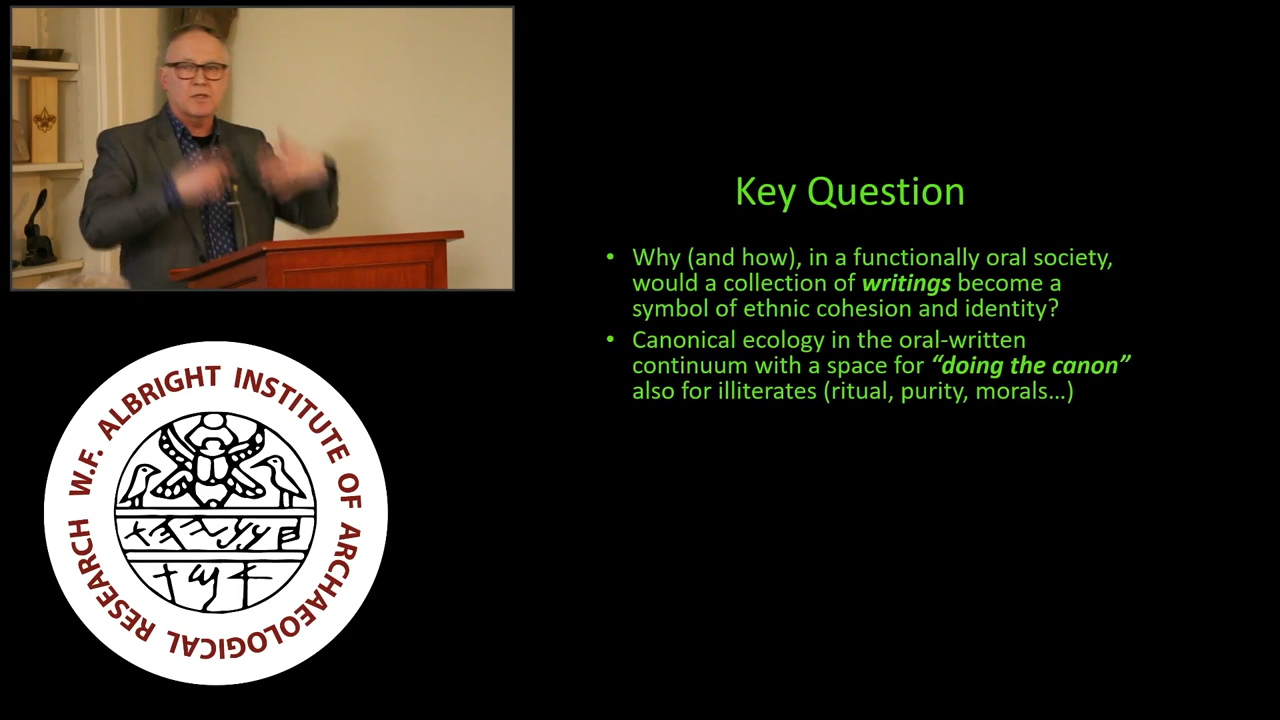 Key Question
• Why (and how), in a functionally oral society,
would a collection of writings become a
symbol of ethnic cohesion and identity?
• Canonical ecology in the oral-written
continuum with a space for “doing the canon”
also for illiterates (ritual, purity, morals…)
W.F. ALBRIGHT INSTITUTE OF ARCHAEOLOGICAL RESEARCH